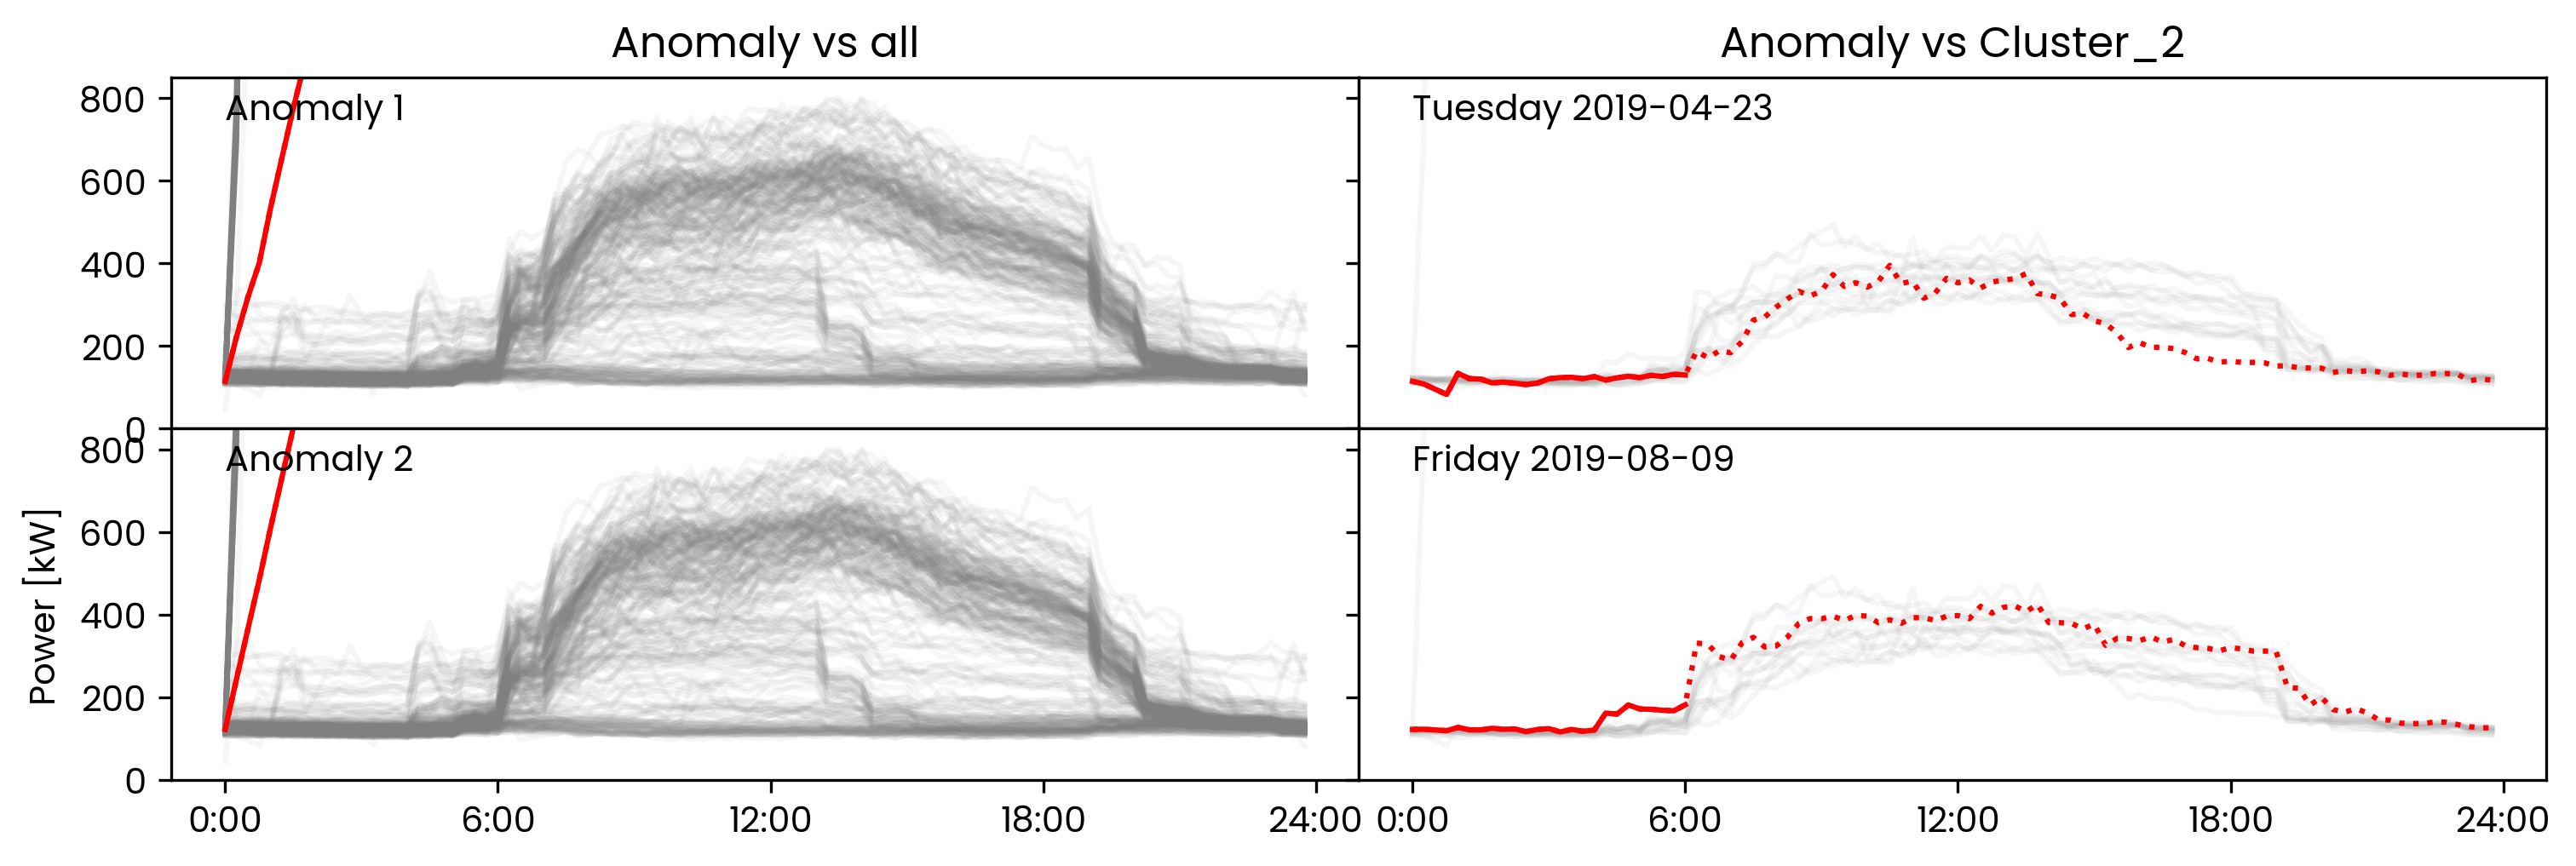 Anomaly vs all
Anomaly vs Cluster_2
800
600
400
200
0
Anomaly 1
Tuesday 2019-04-23
800
600
400
200
0
Power [kW]
Anomaly 2
Friday 2019-08-09
0:00
6:00
12:00
18:00
24:00
0:00
6:00
12:00
18:00
24:00